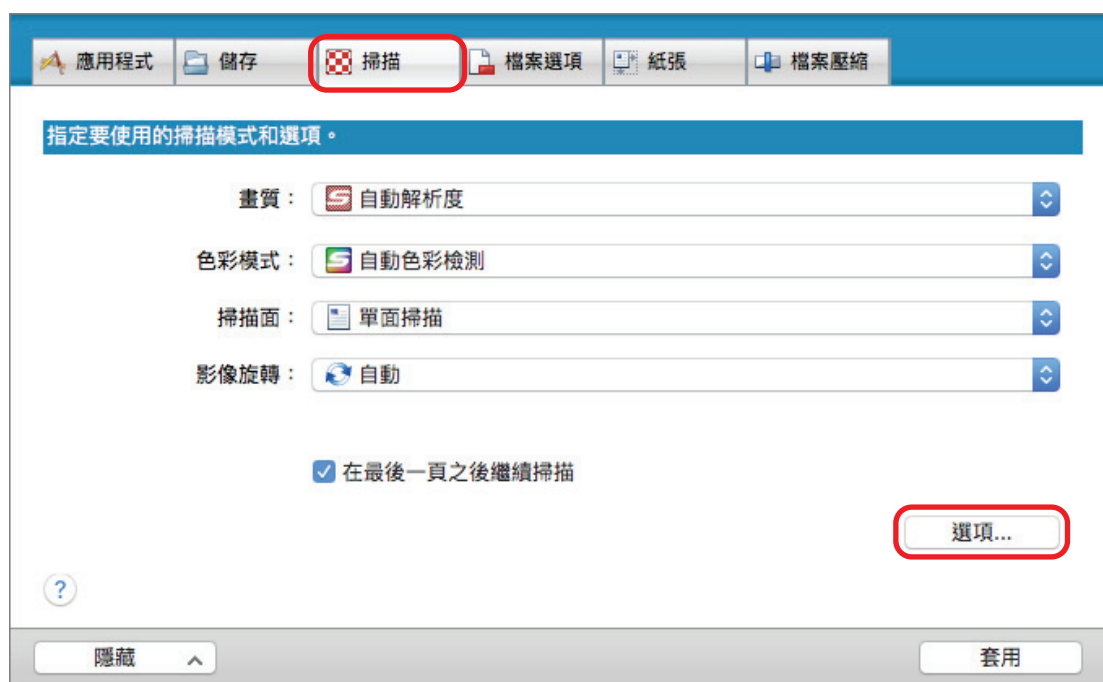 應用程式 儲存 掃描 檔案選項 紙張 檔案壓縮
指定要使用的掃描模式和選項。
畫質： 自動解析度
色彩模式： 自動色彩檢測
掃描面： 單面掃描
影像旋轉： 自動
在最後一頁之後繼續掃描
選項...
?
隱藏 套用